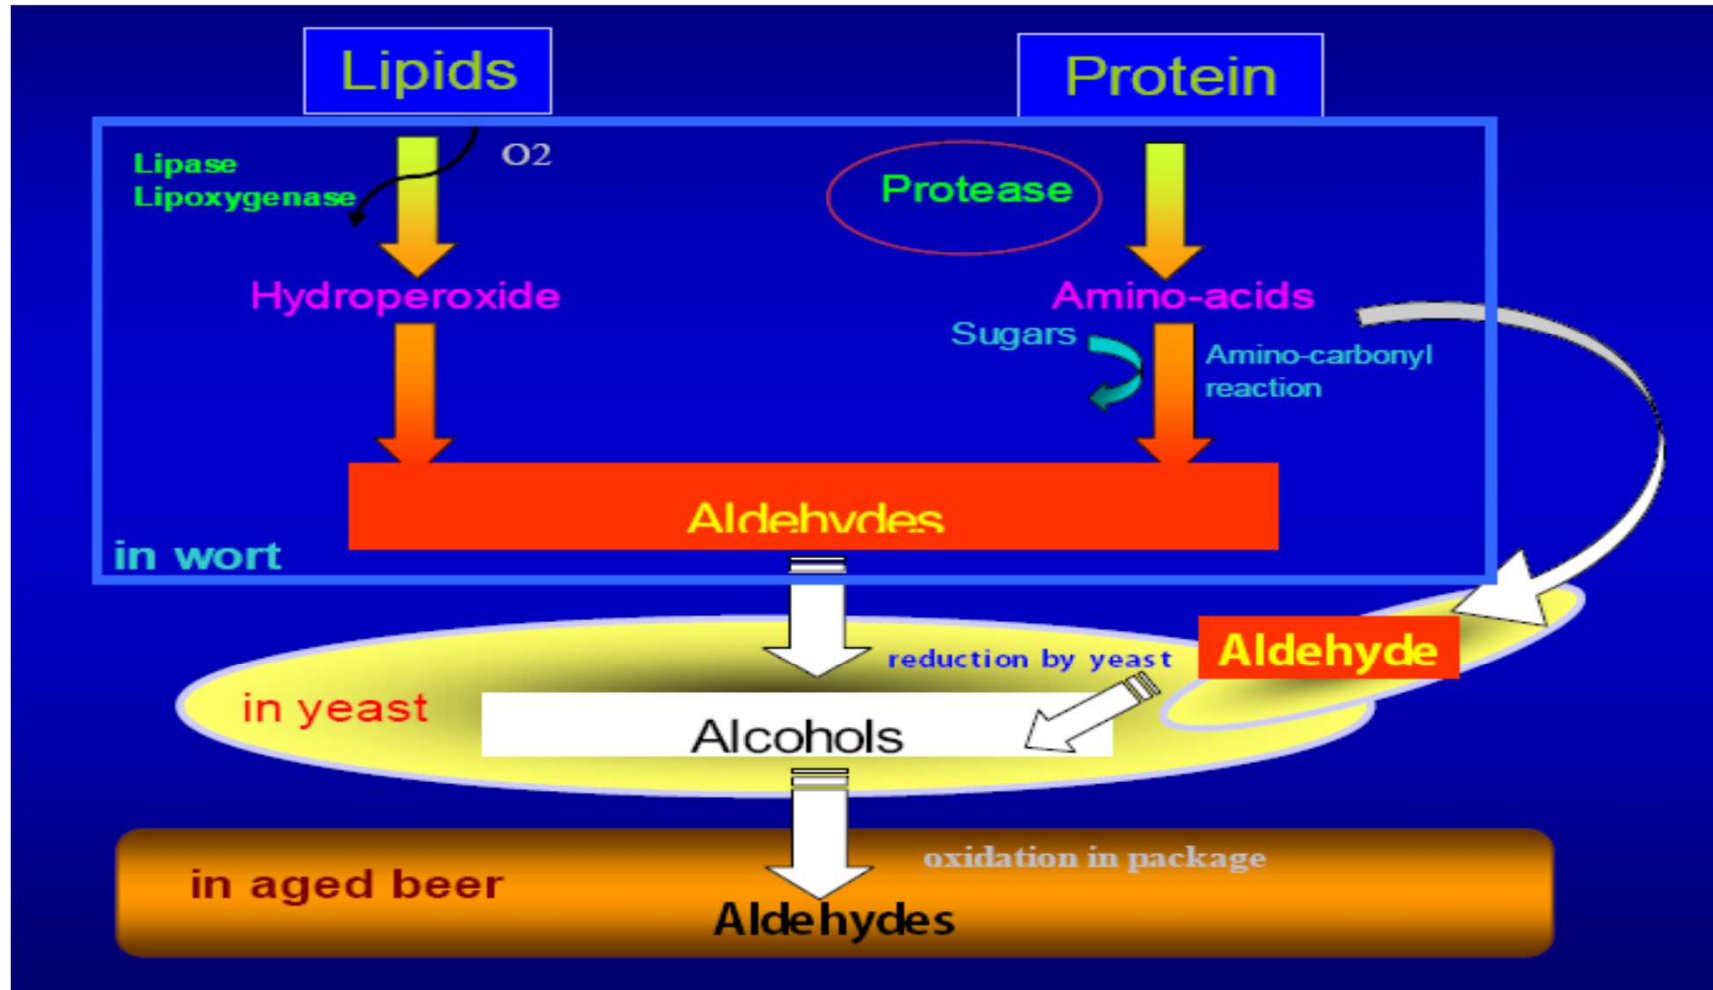 Lipids
Protein
Lipase
Lipoxygenase
O2
Protease
Hydroperoxide
Amino-acids
Sugars
Amino-carbonyl
reaction
Aldehydes
in wort
reduction by yeast
Aldehyde
in yeast
Alcohols
oxidation in package
in aged beer
Aldehydes